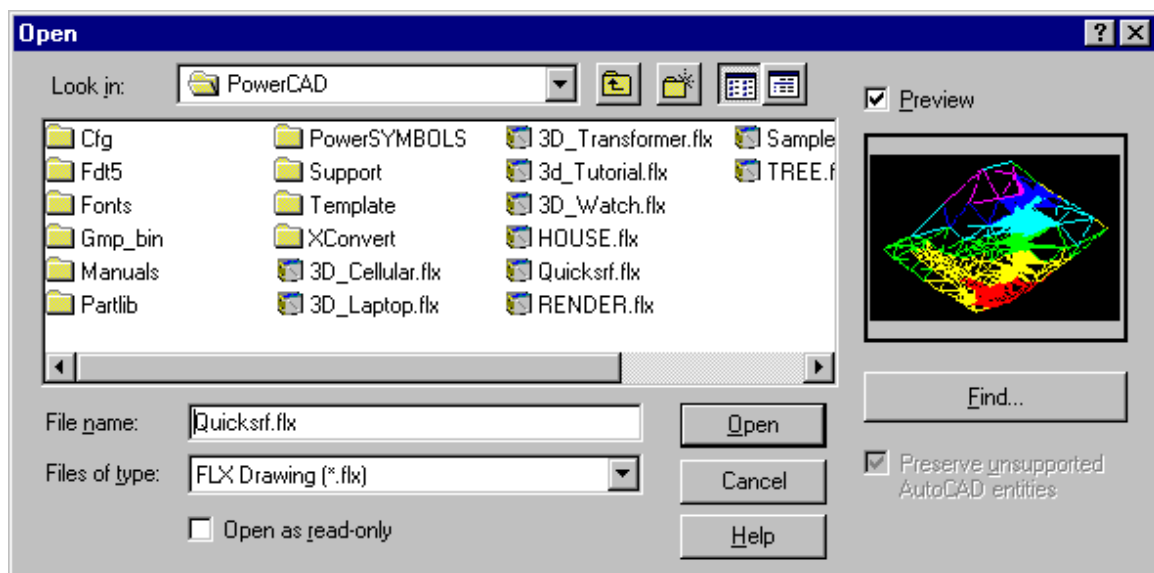 Open
Look in: PowerCAD
Preview
Cfg PowerSYMBOLS 3D_Transformer.flx Sample
Fdt5 Support 3d_Tutorial.flx TREE.f
Fonts Template 3D_Watch.flx
Gmp_bin XConvert HOUSE.flx
Manuals 3D_Cellular.flx Quicksrf.flx
Partlib 3D_Laptop.flx RENDER.flx
File name: Quicksrf.flx Open
Find...
Files of type: FLX Drawing (*.flx) Cancel
Preserve unsupported
AutoCAD entities
Open as read-only Help